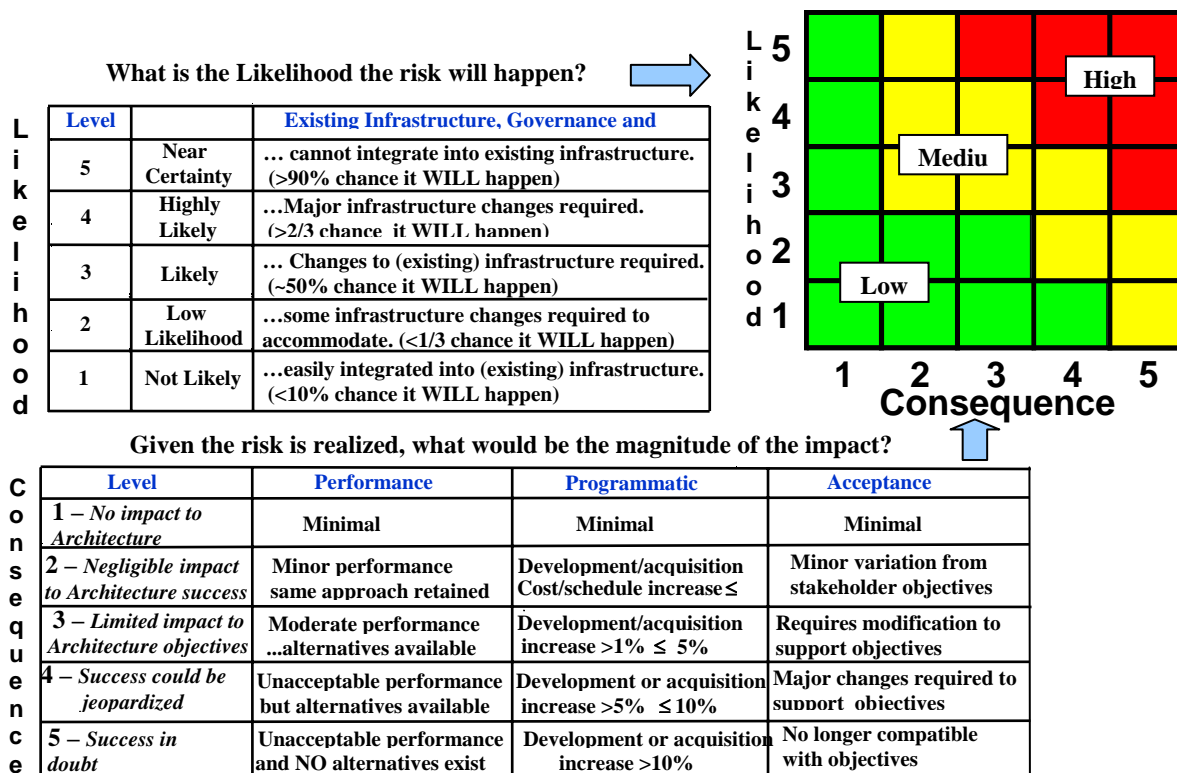 What is the Likelihood the risk will happen?
Likelihood
Level
Existing Infrastructure, Governance and
5
Near
Certainty
… cannot integrate into existing infrastructure.
(>90% chance it WILL happen)
4
Highly
Likely
…Major infrastructure changes required.
(>2/3 chance it WILL happen)
3
Likely
… Changes to (existing) infrastructure required.
(~50% chance it WILL happen)
2
Low
Likelihood
…some infrastructure changes required to
accommodate. (<1/3 chance it WILL happen)
1
Not Likely
…easily integrated into (existing) infrastructure.
(<10% chance it WILL happen)
Likelihood
5
4
3
2
1
High
Mediu
Low
1 2 3 4 5
Consequence
Given the risk is realized, what would be the magnitude of the impact?
Consequence
Level
Performance
Programmatic
Acceptance
1 – No impact to
Architecture
Minimal
Minimal
Minimal
2 – Negligible impact
to Architecture success
Minor performance
same approach retained
Development/acquisition
Cost/schedule increase ≤
Minor variation from
stakeholder objectives
3 – Limited impact to
Architecture objectives
Moderate performance
...alternatives available
Development/acquisition
increase >1% ≤ 5%
Requires modification to
support objectives
4 – Success could be
jeopardized
Unacceptable performance
but alternatives available
Development or acquisition
increase >5% ≤ 10%
Major changes required to
support objectives
5 – Success in
doubt
Unacceptable performance
and NO alternatives exist
Development or acquisition
increase >10%
No longer compatible
with objectives